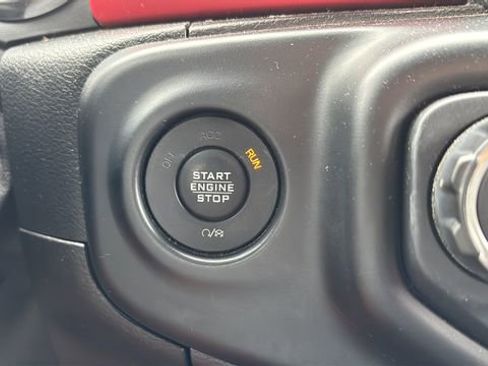 OFF ACC RUN
START
ENGINE
STOP